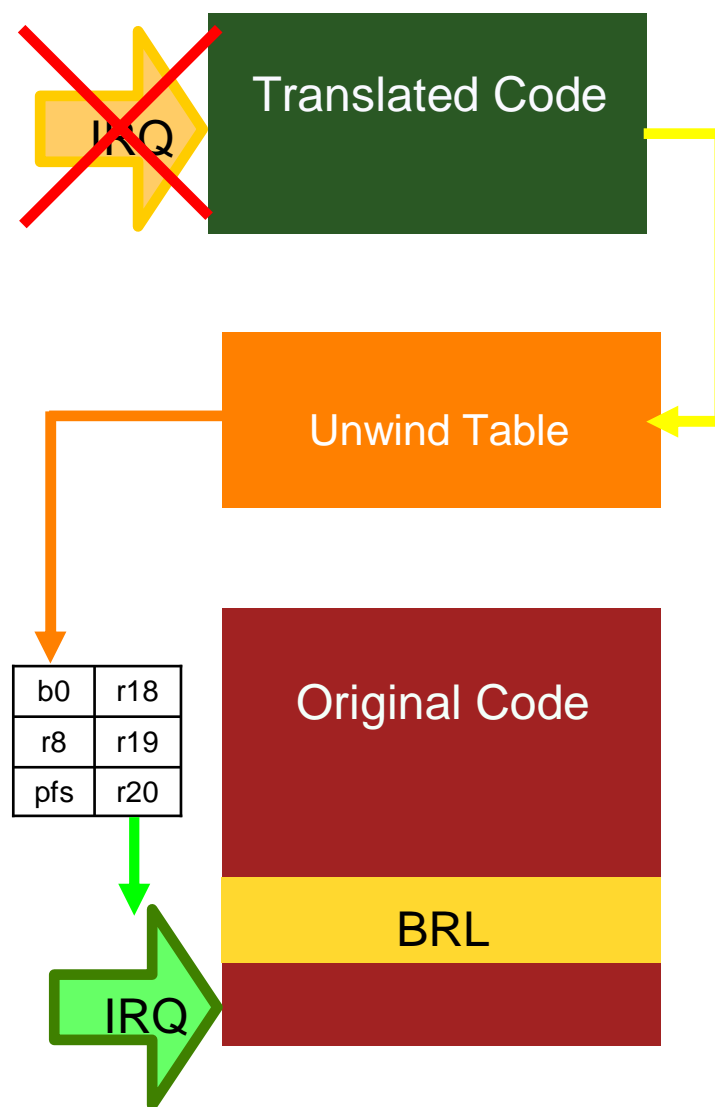 Translated Code
IRQ
Unwind Table
b0 r18
r8 r19
pfs r20
Original Code
BRL
IRQ